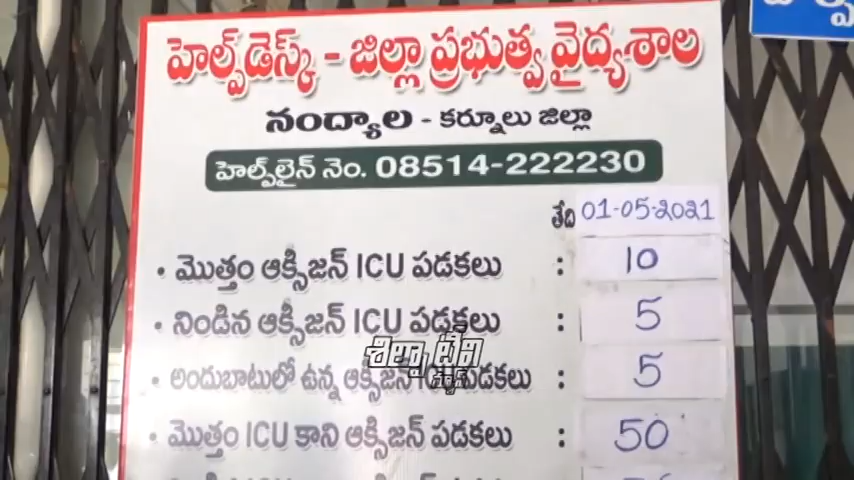 హెల్ప్‌డెస్క్ - జిల్లా ప్రభుత్వ వైద్యశాల
నంద్యాల - కర్నూలు జిల్లా
హెల్ప్‌లైన్ నెం. 08514-222230
తేది 01-05-2021
• మొత్తం ఆక్సిజన్ ICU పడకలు : 10
• నిండిన ఆక్సిజన్ ICU పడకలు : 5
శిల్పా టీవి
• అందుబాటులో ఉన్న ఆక్సిజన్ ICU పడకలు : 5
• మొత్తం ICU కాని ఆక్సిజన్ పడకలు : 50